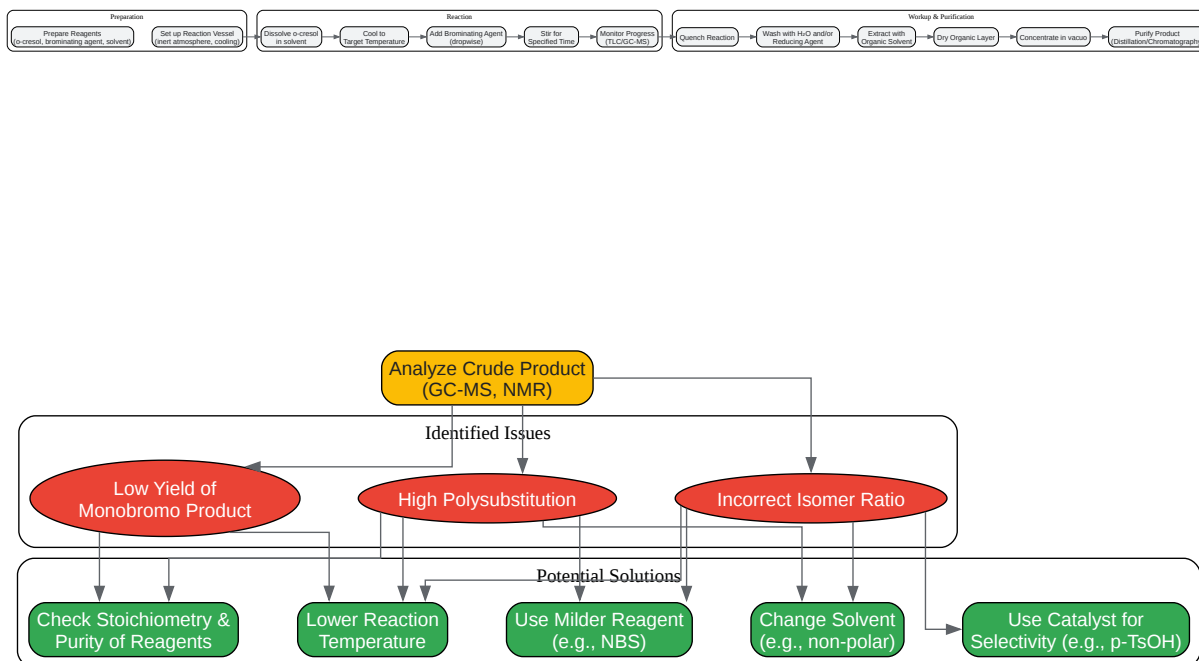 Preparation
Reaction
Workup & Purification
Prepare Reagents
(o-cresol, brominating agent, solvent)
Set up Reaction Vessel
(inert atmosphere, cooling)
Dissolve o-cresol
in solvent
Cool to
Target Temperature
Add Brominating Agent
(dropwise)
Stir for
Specified Time
Monitor Progress
(TLC/GC-MS)
Quench Reaction
Wash with H₂O and/or
Reducing Agent
Extract with
Organic Solvent
Dry Organic Layer
Concentrate in vacuo
Purify Product
(Distillation/Chromatography)
Analyze Crude Product
(GC-MS, NMR)
Identified Issues
Low Yield of
Monobromo Product
High Polysubstitution
Incorrect Isomer Ratio
Potential Solutions
Check Stoichiometry &
Purity of Reagents
Lower Reaction
Temperature
Use Milder Reagent
(e.g., NBS)
Change Solvent
(e.g., non-polar)
Use Catalyst for
Selectivity (e.g., p-TsOH)